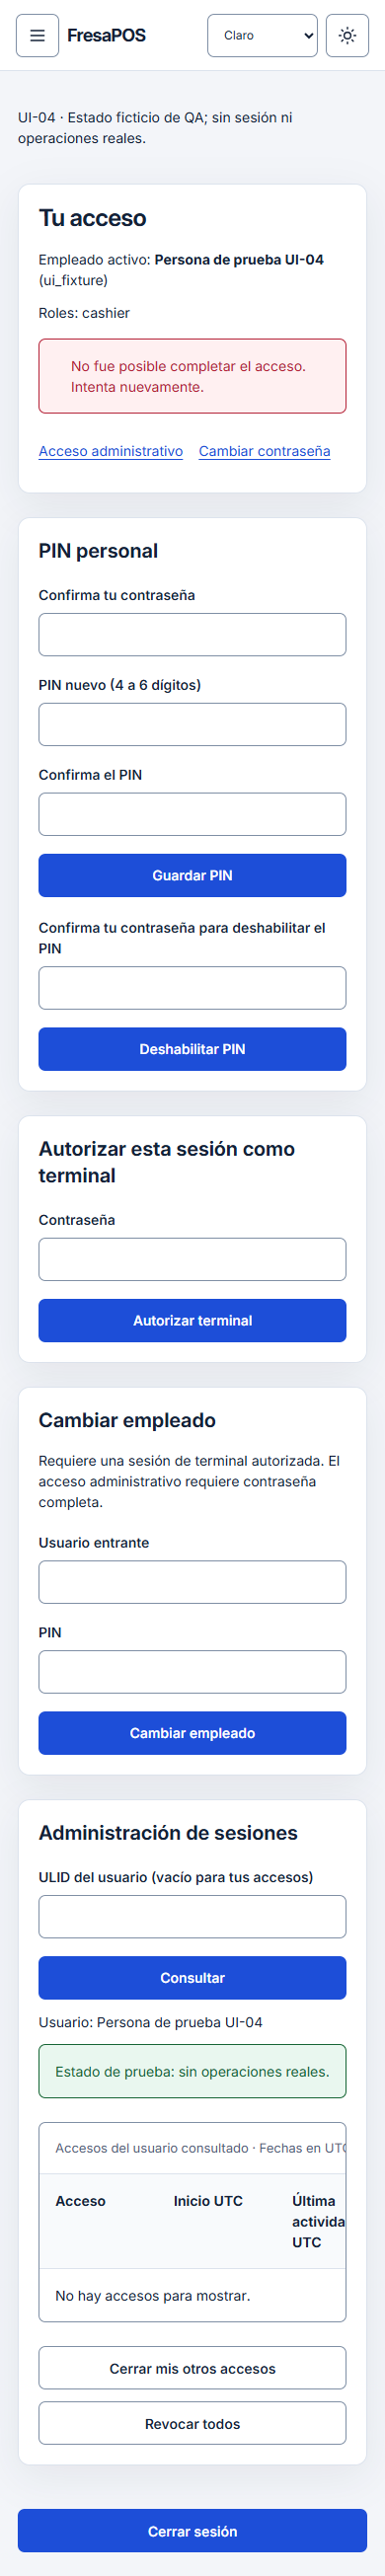 FresaPOS
Claro
UI-04 · Estado ficticio de QA; sin sesión ni
operaciones reales.
Tu acceso
Empleado activo: Persona de prueba UI-04
(ui_fixture)
Roles: cashier
No fue posible completar el acceso.
Intenta nuevamente.
Acceso administrativo Cambiar contraseña
PIN personal
Confirma tu contraseña
PIN nuevo (4 a 6 dígitos)
Confirma el PIN
Guardar PIN
Confirma tu contraseña para deshabilitar el
PIN
Deshabilitar PIN
Autorizar esta sesión como
terminal
Contraseña
Autorizar terminal
Cambiar empleado
Requiere una sesión de terminal autorizada. El
acceso administrativo requiere contraseña
completa.
Usuario entrante
PIN
Cambiar empleado
Administración de sesiones
ULID del usuario (vacío para tus accesos)
Consultar
Usuario: Persona de prueba UI-04
Estado de prueba: sin operaciones reales.
Accesos del usuario consultado · Fechas en UTC
Acceso Inicio UTC Última
activida
UTC
No hay accesos para mostrar.
Cerrar mis otros accesos
Revocar todos
Cerrar sesión